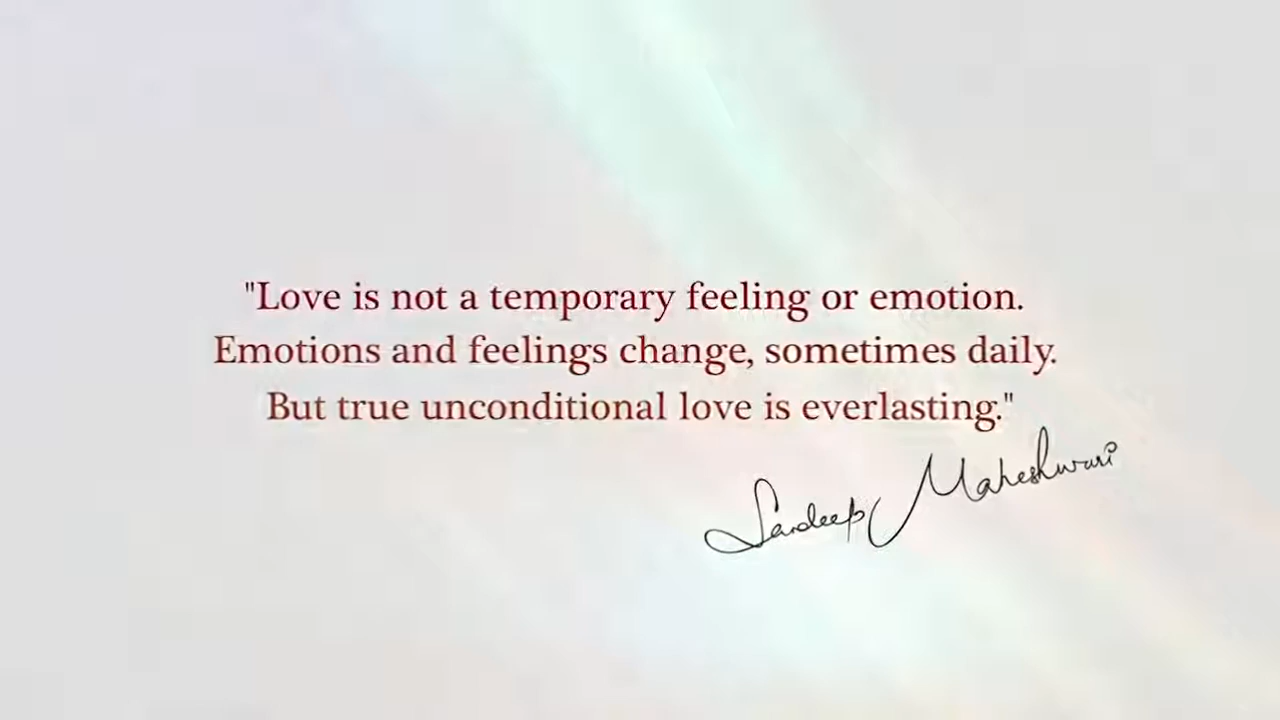 "Love is not a temporary feeling or emotion.
Emotions and feelings change, sometimes daily.
But true unconditional love is everlasting."
Sandeep Maheshwari